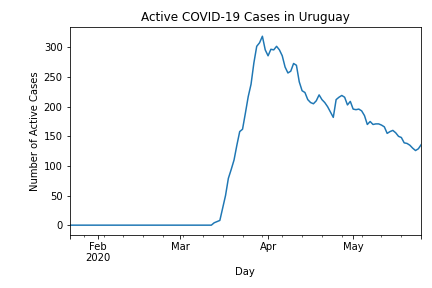 Active COVID-19 Cases in Uruguay
300
250
200
150
100
50
0
Number of Active Cases
Feb
2020
Mar
Apr
May
Day